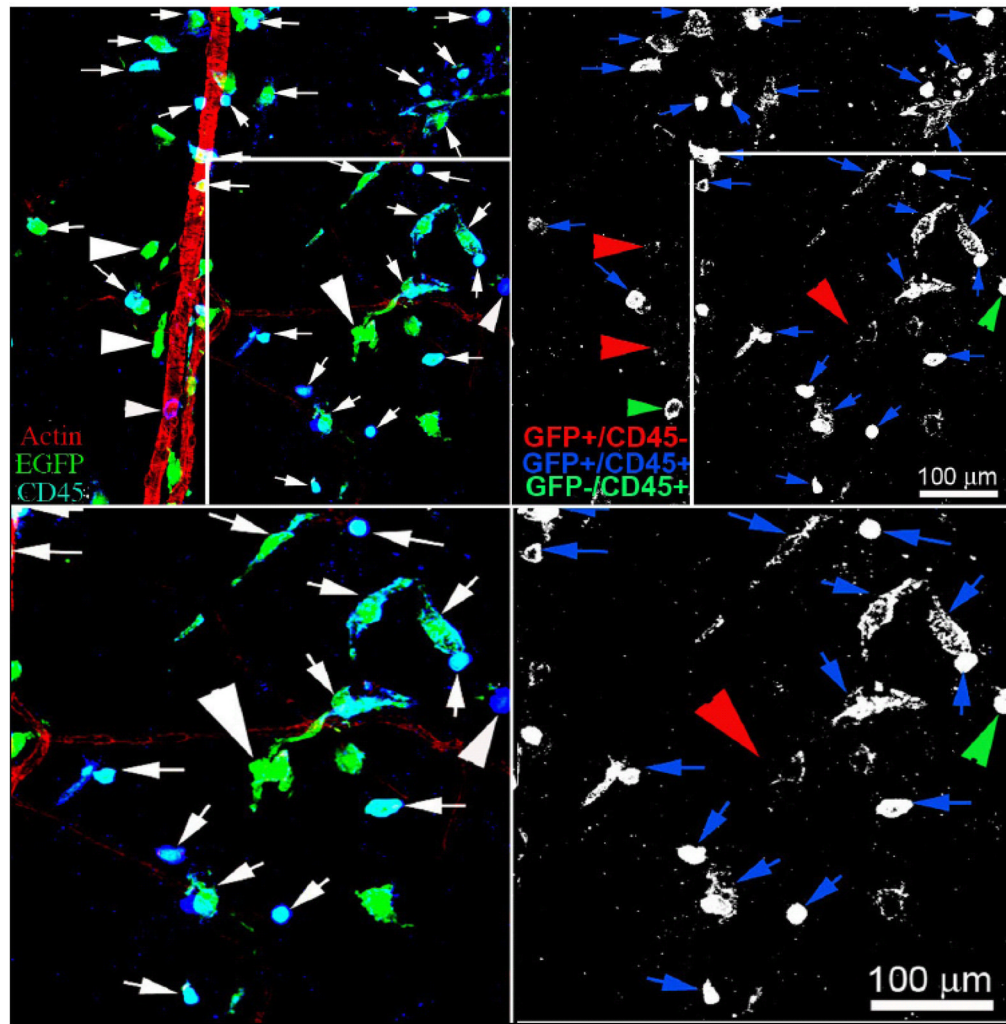 Actin
EGFP
CD45
GFP+/CD45-
GFP+/CD45+
GFP-/CD45+
100 µm
100 µm